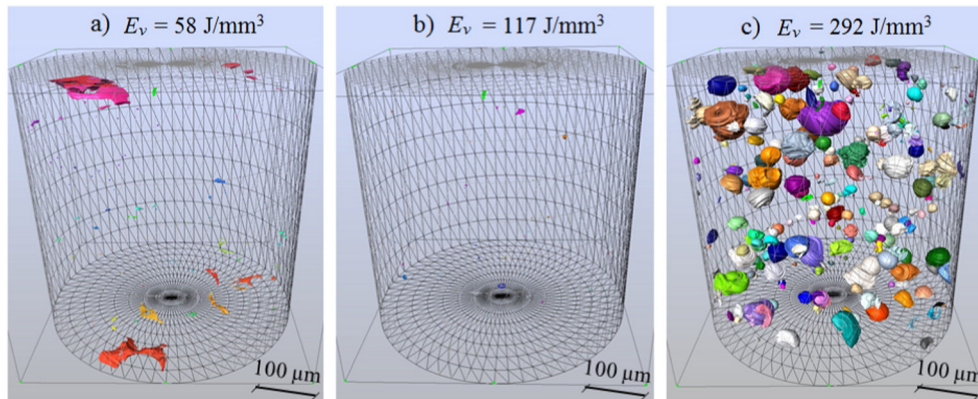 a) Eᵥ = 58 J/mm³
b) Eᵥ = 117 J/mm³
c) Eᵥ = 292 J/mm³
100 μm
100 μm
100 μm